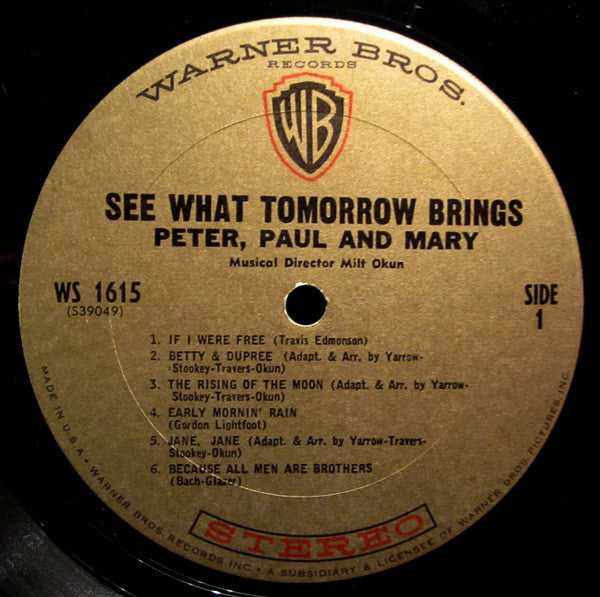 WARNER BROS.
RECORDS
WB
SEE WHAT TOMORROW BRINGS
PETER, PAUL AND MARY
Musical Director Milt Okun
WS 1615
(S39049)
SIDE
1
1. IF I WERE FREE (Travis Edmonson)
2. BETTY & DUPREE (Adapt. & Arr. by Yarrow-
Stookey-Travers-Okun)
3. THE RISING OF THE MOON (Adapt. & Arr. by Yarrow-
Stookey-Travers-Okun)
4. EARLY MORNIN' RAIN
(Gordon Lightfoot)
5. JANE, JANE (Adapt. & Arr. by Yarrow-Travers-
Stookey-Okun)
6. BECAUSE ALL MEN ARE BROTHERS
(Bach-Glazer)
STEREO
MADE IN U.S.A. • WARNER BROS. RECORDS INC. • A SUBSIDIARY & LICENSEE OF WARNER BROS. PICTURES, INC.